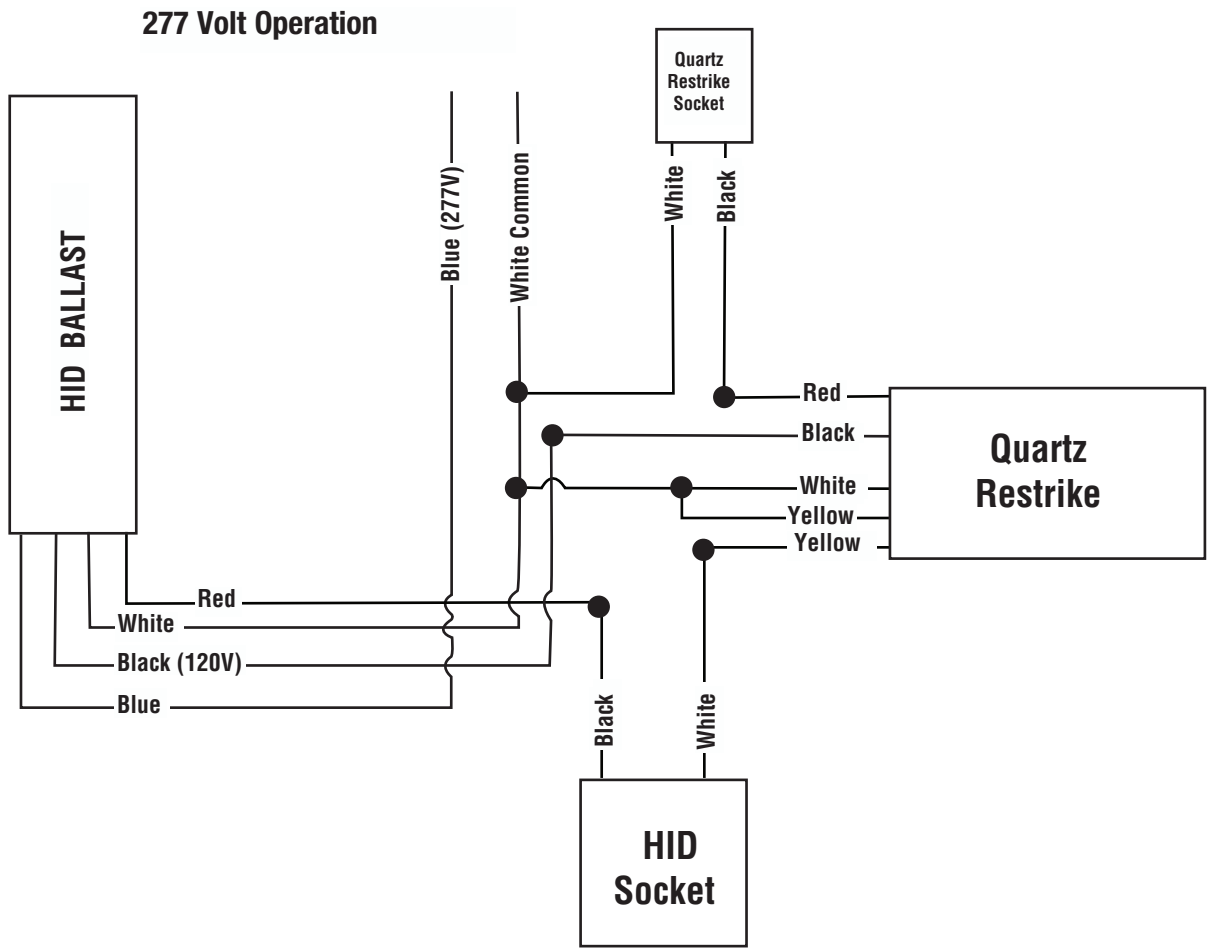 277 Volt Operation
Quartz
Restrike
Socket
White
Black
Blue (277V)
White Common
HID BALLAST
Red
Black
White
Yellow
Yellow
Quartz
Restrike
Red
White
Black (120V)
Blue
Black
White
HID
Socket